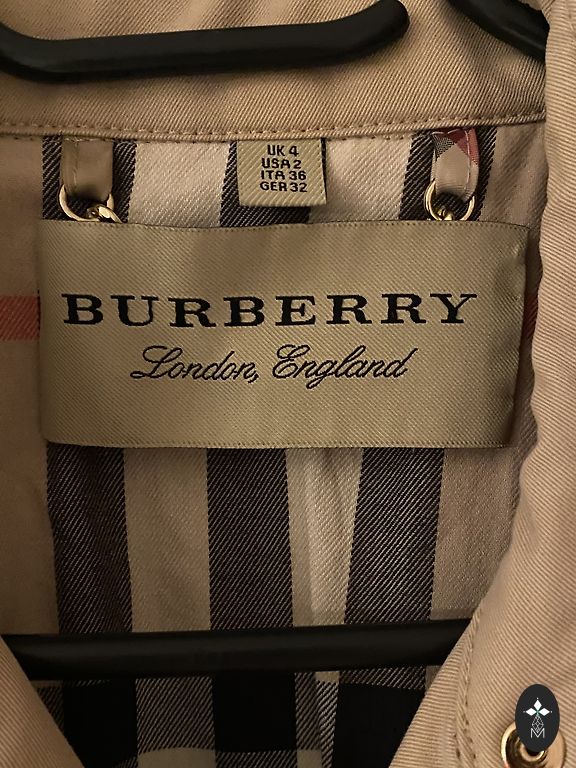 UK 4
USA 2
ITA 36
GER 32
BURBERRY
London, England
M